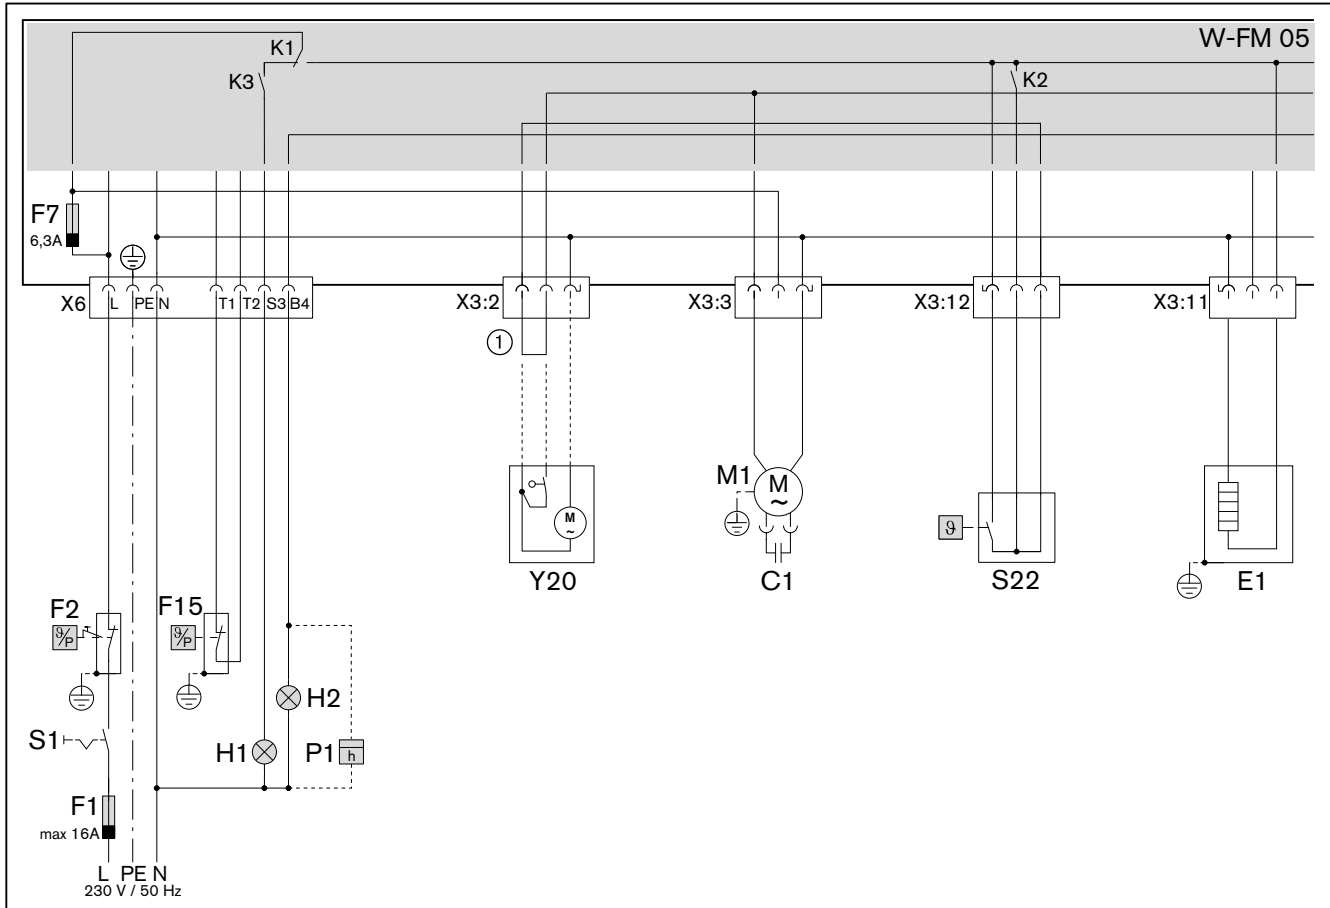 W-FM 05
K1
K3
K2
F7
6,3A
X6
L
PE
N
T1
T2
S3
B4
X3:2
X3:3
X3:12
X3:11
1
M1
M
~
M
~
ϑ
Y20
C1
S22
E1
F2
F15
ϑ/P
ϑ/P
H2
S1
H1
P1
h
F1
max 16A
L PE N
230 V / 50 Hz